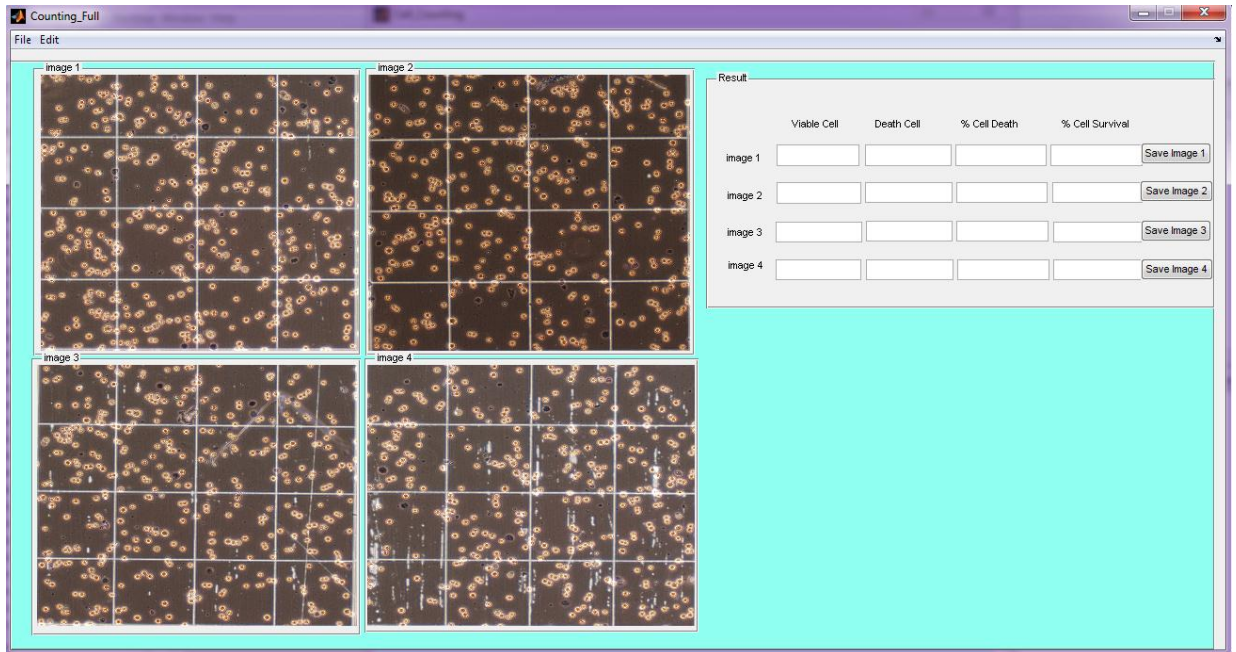 Counting_Full
File Edit
image 1
image 2
image 3
image 4
Result
Viable Cell Death Cell % Cell Death % Cell Survival
image 1 Save Image 1
image 2 Save Image 2
image 3 Save Image 3
image 4 Save Image 4